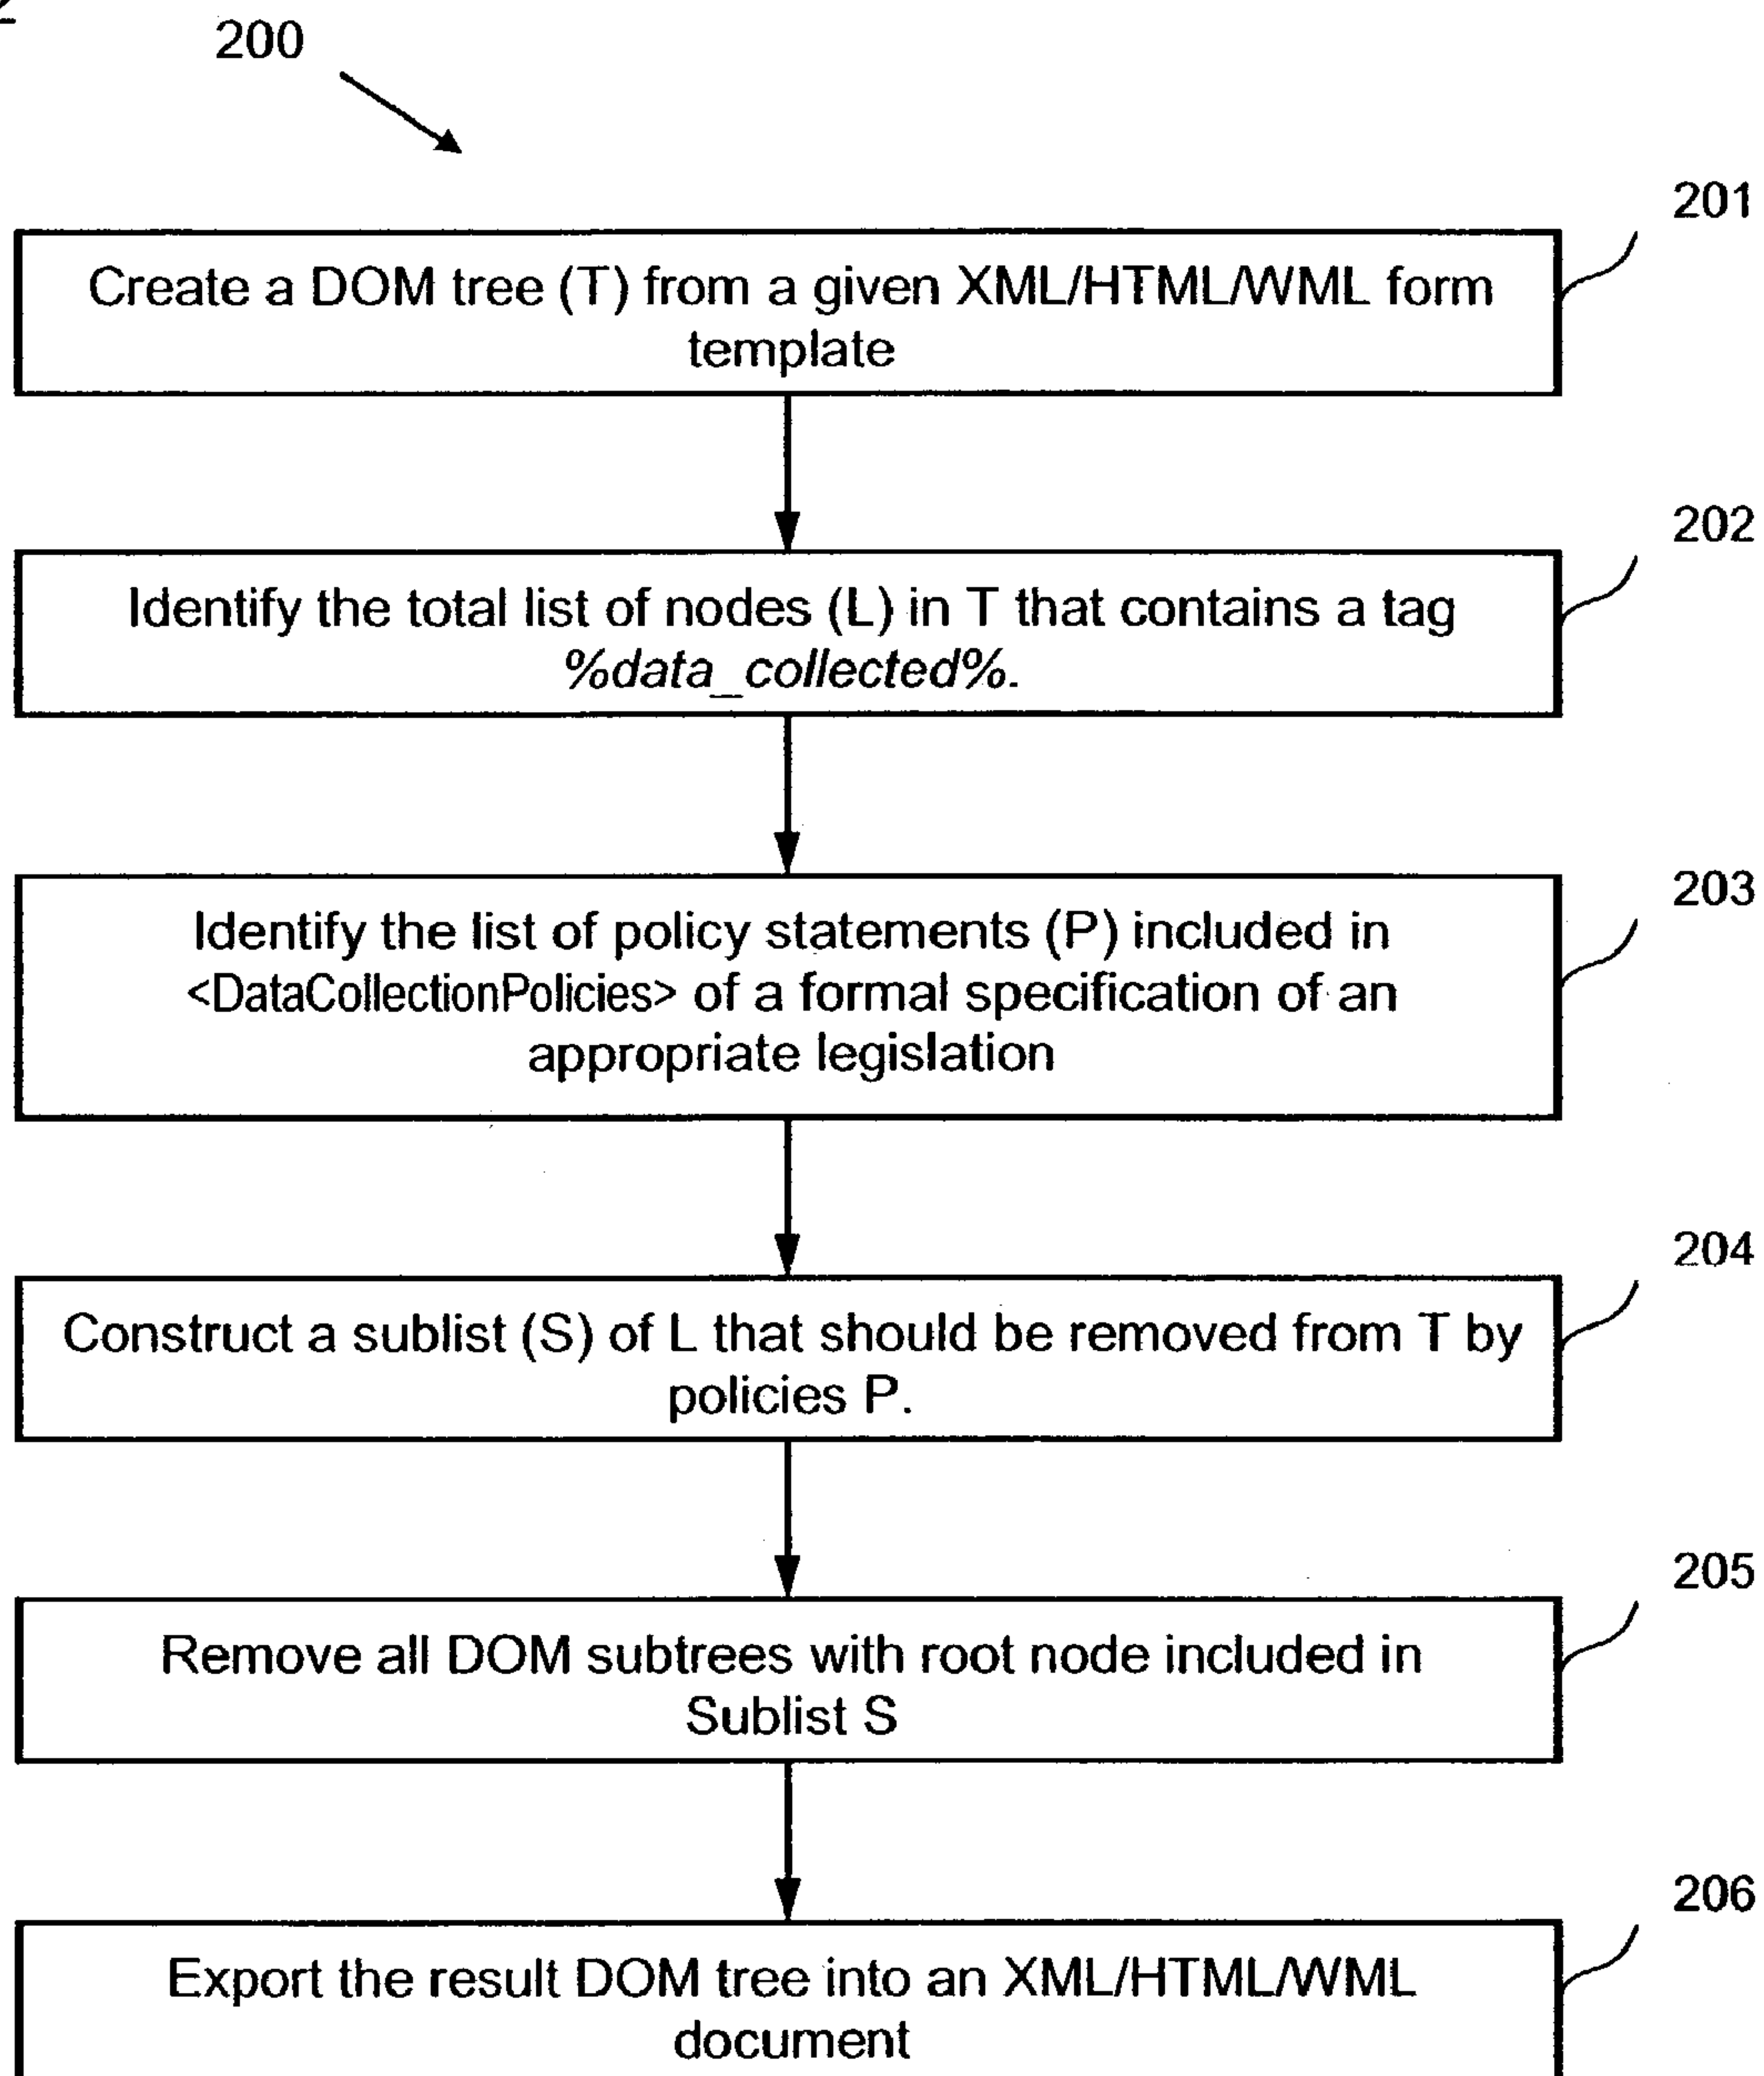 200
201
Create a DOM tree (T) from a given XML/HTML/WML form
template
202
Identify the total list of nodes (L) in T that contains a tag
%data_collected%.
203
Identify the list of policy statements (P) included in
<DataCollectionPolicies> of a formal specification of an
appropriate legislation
204
Construct a sublist (S) of L that should be removed from T by
policies P.
205
Remove all DOM subtrees with root node included in
Sublist S
206
Export the result DOM tree into an XML/HTML/WML
document